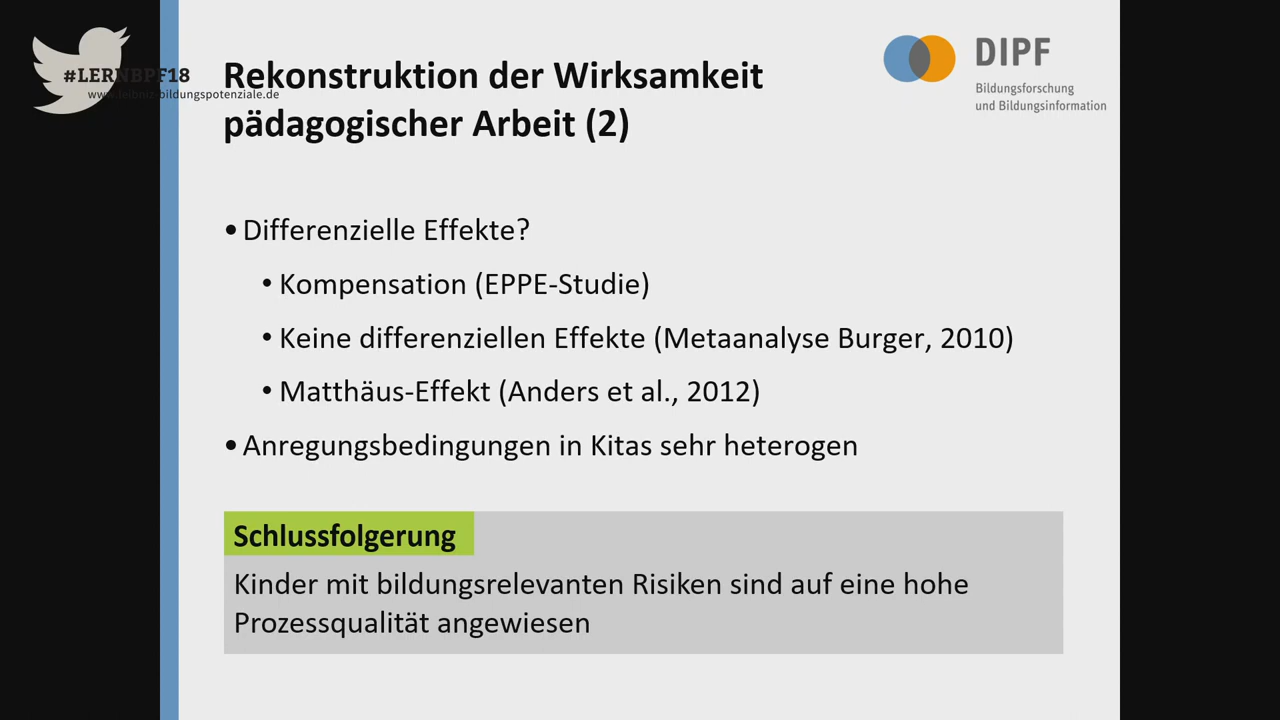 #LERNBPF18
www.leibniz-bildungspotenziale.de
Rekonstruktion der Wirksamkeit
pädagogischer Arbeit (2)
DIPF
Bildungsforschung
und Bildungsinformation
• Differenzielle Effekte?
• Kompensation (EPPE-Studie)
• Keine differenziellen Effekte (Metaanalyse Burger, 2010)
• Matthäus-Effekt (Anders et al., 2012)
• Anregungsbedingungen in Kitas sehr heterogen
Schlussfolgerung
Kinder mit bildungsrelevanten Risiken sind auf eine hohe
Prozessqualität angewiesen